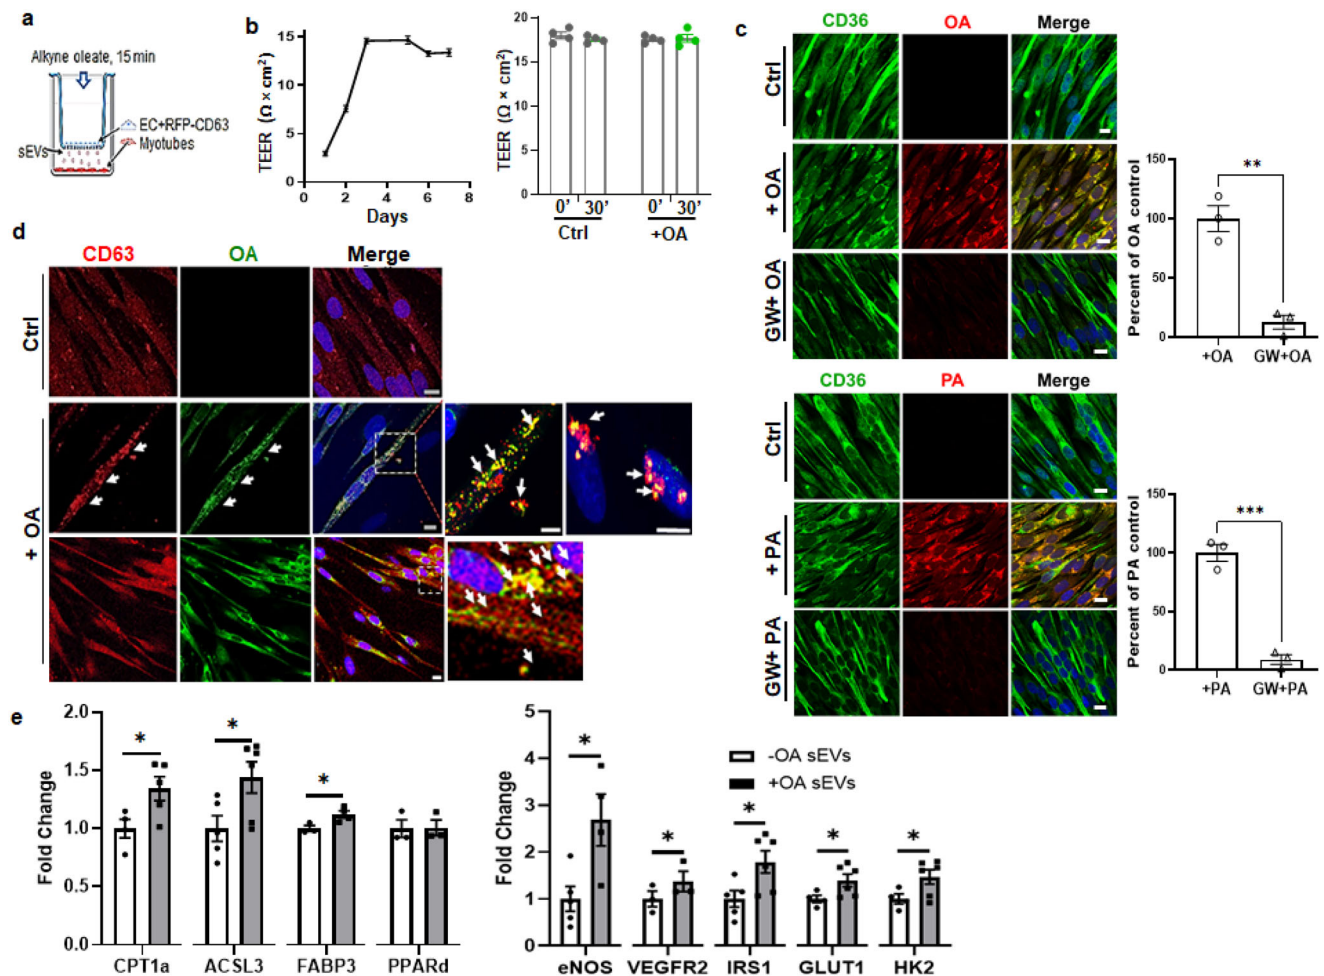 a
Alkyne oleate, 15 min
EC+RFP-CD63
sEVs
Myotubes
b
TEER (Ω × cm²)
15
10
5
0
0 2 4 6 8
Days
TEER (Ω × cm²)
20
15
10
5
0
0' 30' 0' 30'
Ctrl +OA
c
CD36 OA Merge
Ctrl
+ OA
GW+ OA
Percent of OA control
150
100
50
0
**
+OA GW+OA
CD36 PA Merge
Ctrl
+ PA
GW+ PA
Percent of PA control
150
100
50
0
***
+PA GW+PA
d
CD63 OA Merge
Ctrl
+ OA
e
Fold Change
2.0
1.5
1.0
0.5
0.0
* * *
CPT1a ACSL3 FABP3 PPARd
Fold Change
5
4
3
2
1
0
* * * * *
-OA sEVs
+OA sEVs
eNOS VEGFR2 IRS1 GLUT1 HK2